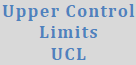 Upper Control
Limits
UCL